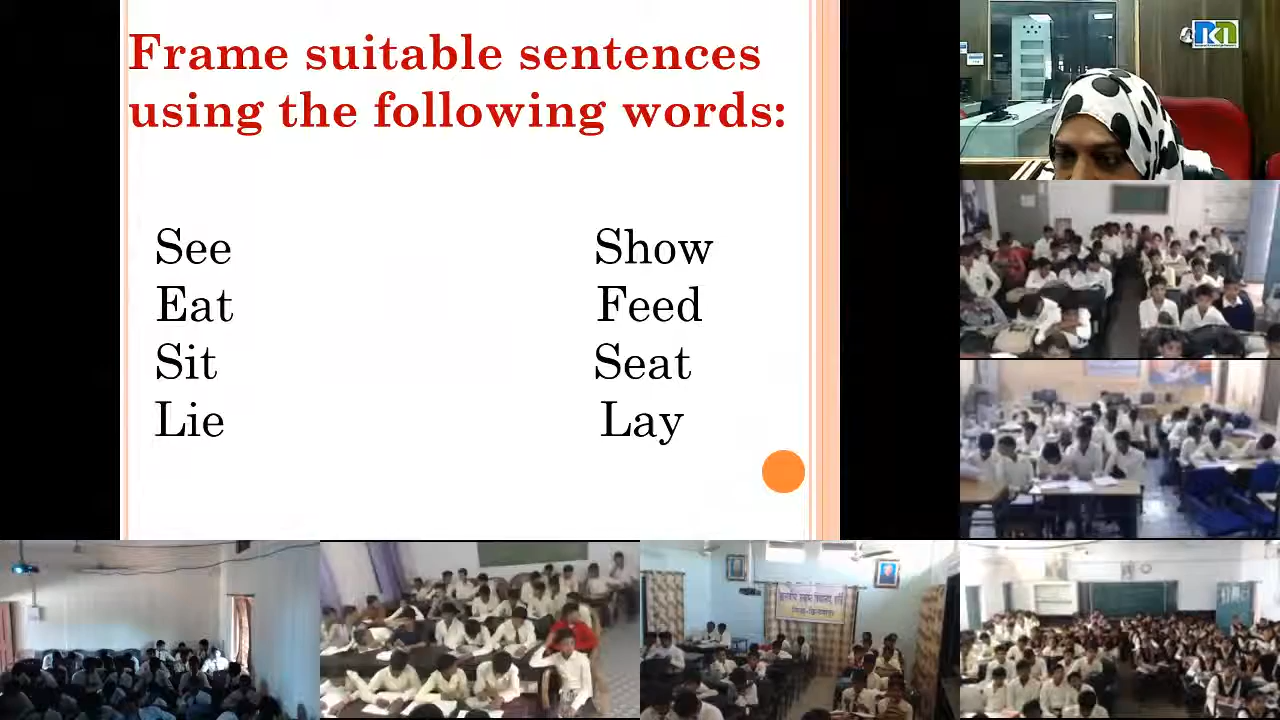 Frame suitable sentences
using the following words:
See Show
Eat Feed
Sit Seat
Lie Lay